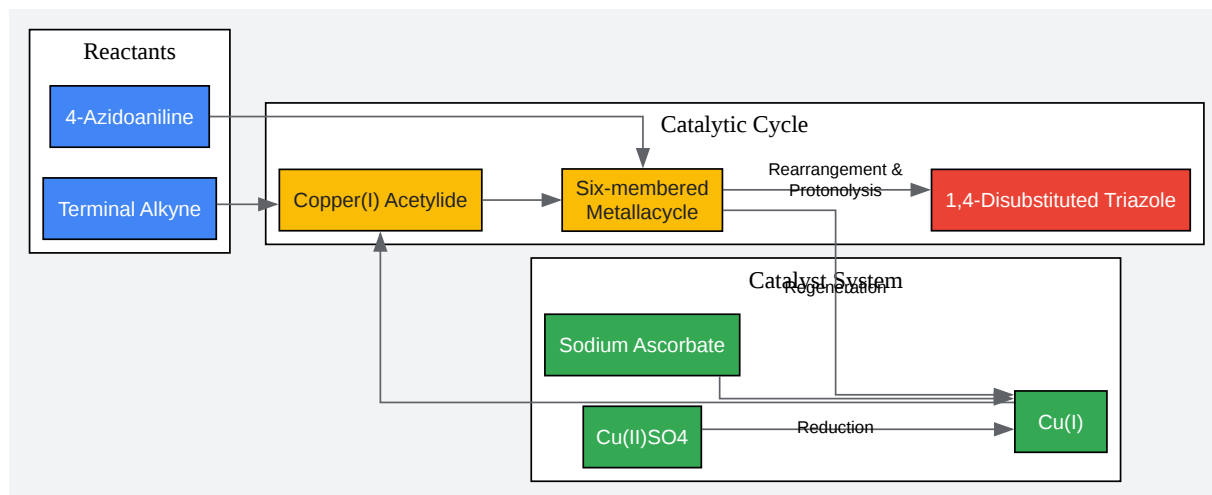 Reactants
4-Azidoaniline
Terminal Alkyne
Catalytic Cycle
Copper(I) Acetylide
Six-membered
Metallacycle
Rearrangement &
Protonolysis
1,4-Disubstituted Triazole
Catalyst System
Regeneration
Sodium Ascorbate
Cu(II)SO4
Reduction
Cu(I)